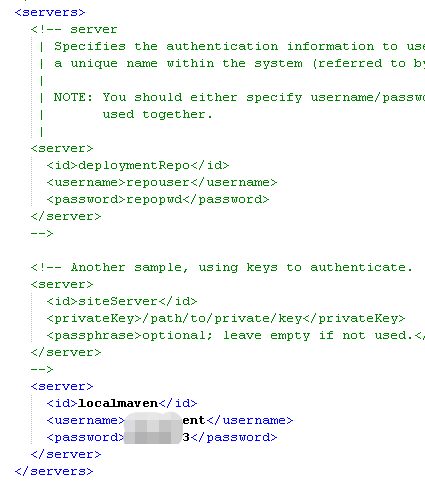 <servers>
<!-- server
| Specifies the authentication information to use
| a unique name within the system (referred to by
|
| NOTE: You should either specify username/passw
| used together.
|
<server>
<id>deploymentRepo</id>
<username>repouser</username>
<password>repopwd</password>
</server>
-->
<!-- Another sample, using keys to authenticate.
<server>
<id>siteServer</id>
<privateKey>/path/to/private/key</privateKey>
<passphrase>optional; leave empty if not used.</
</server>
-->
<server>
<id>localmaven</id>
<username>ent</username>
<password>3</password>
</server>
</servers>